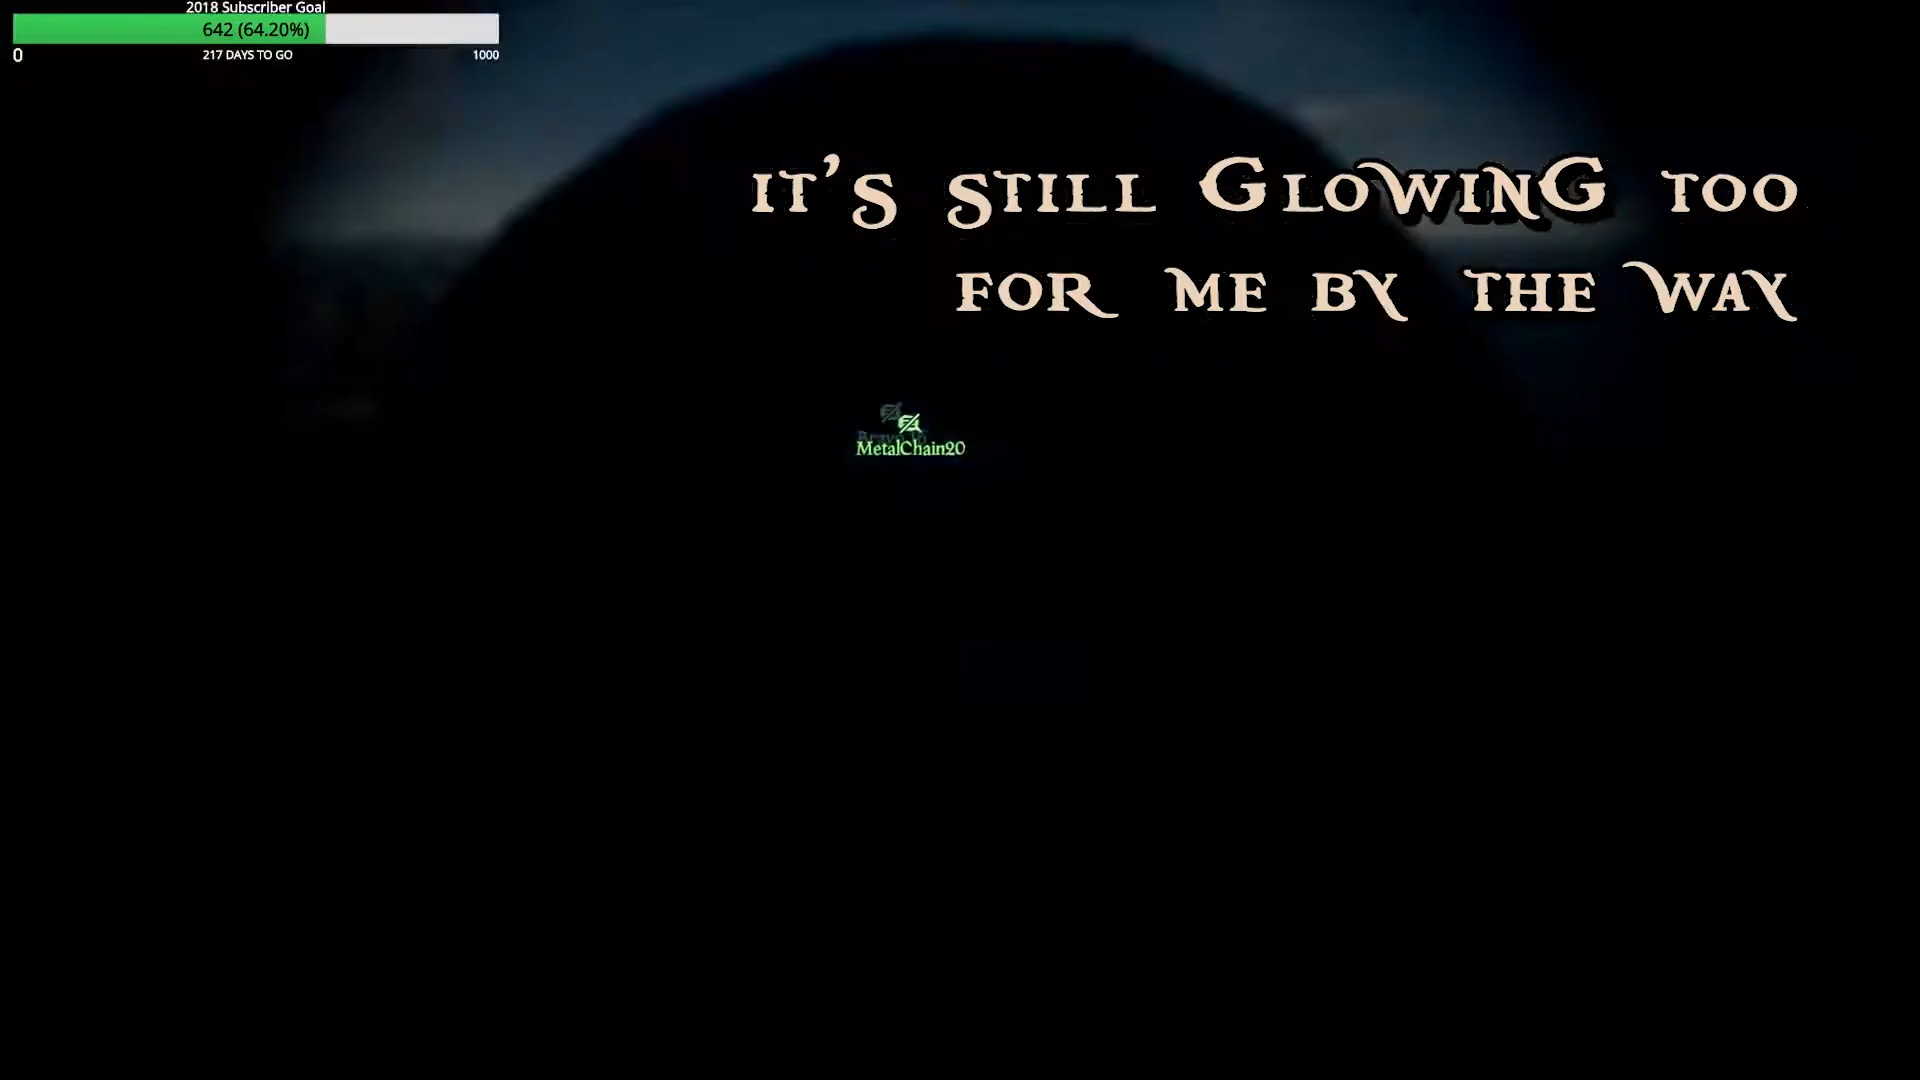 2018 Subscriber Goal
642 (64.20%)
0
217 DAYS TO GO
1000
IT'S STILL GLOWING TOO
FOR ME BY THE WAY
MetalChain20